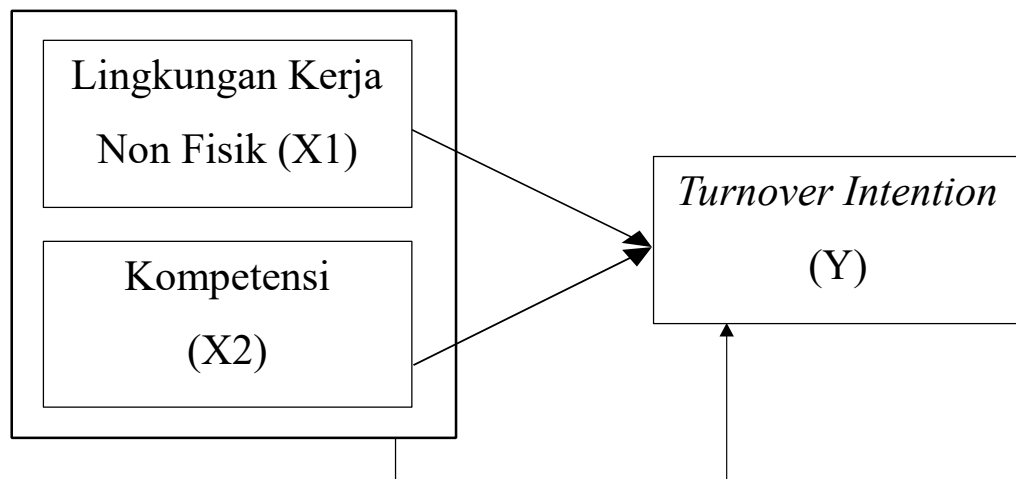 Lingkungan Kerja
Non Fisik (X1)
Kompetensi
(X2)
Turnover Intention
(Y)